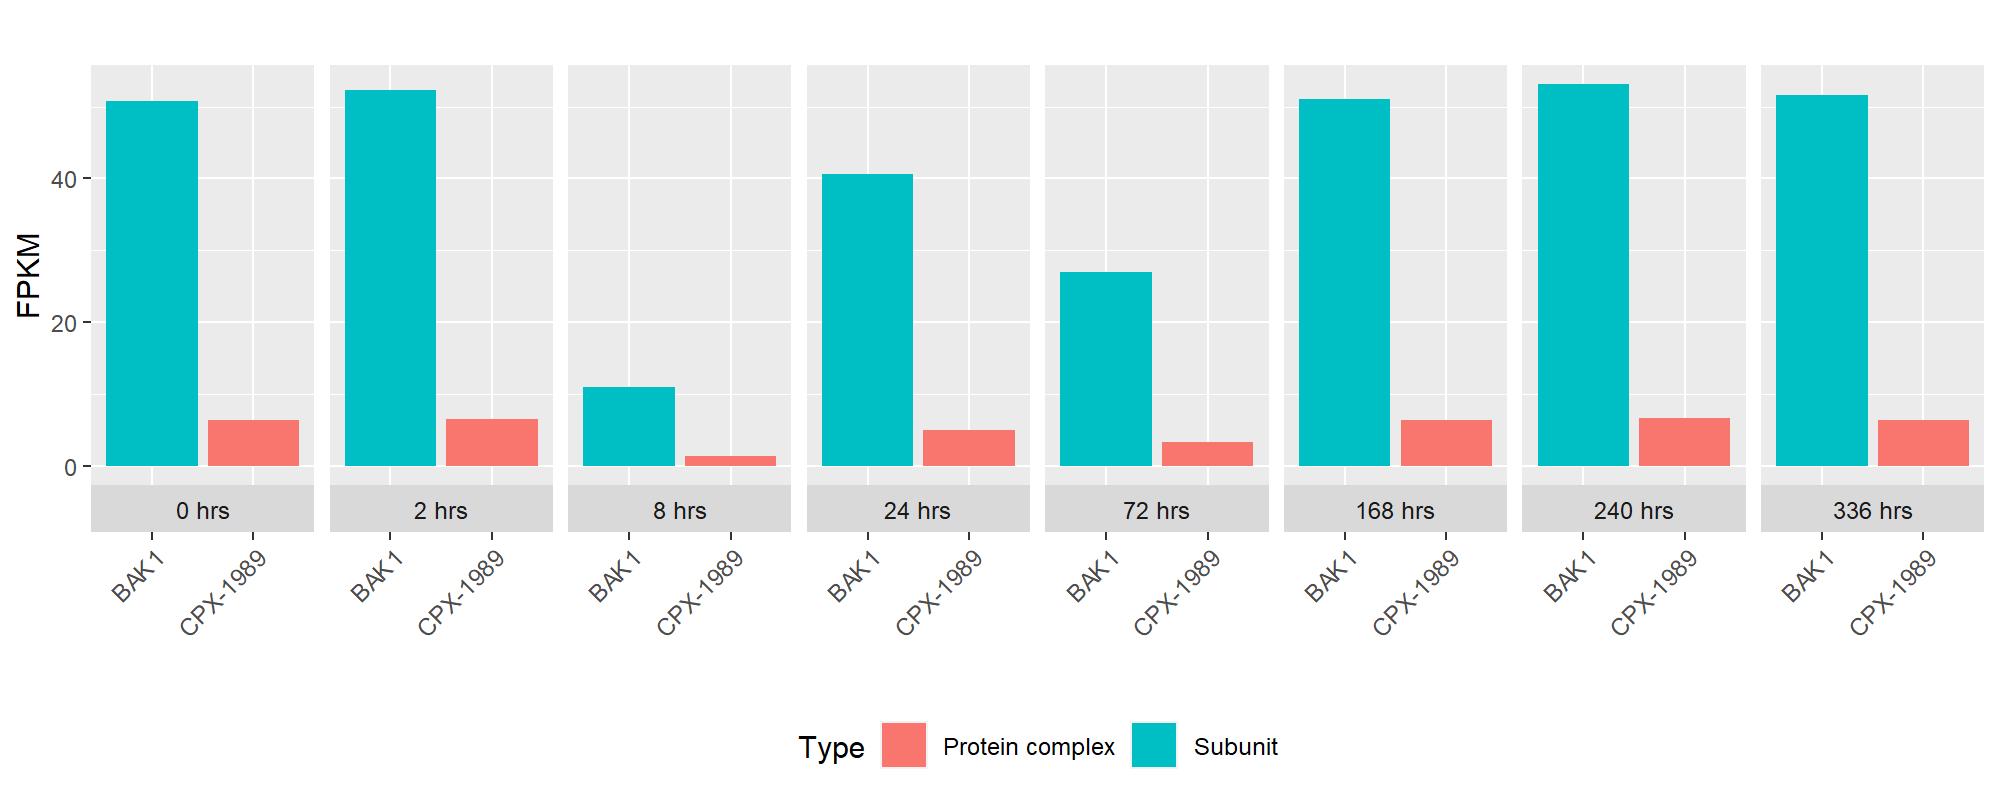 FPKM
40
20
0
0 hrs
2 hrs
8 hrs
24 hrs
72 hrs
168 hrs
240 hrs
336 hrs
BAK1
CPX-1989
BAK1
CPX-1989
BAK1
CPX-1989
BAK1
CPX-1989
BAK1
CPX-1989
BAK1
CPX-1989
BAK1
CPX-1989
BAK1
CPX-1989
Type Protein complex Subunit